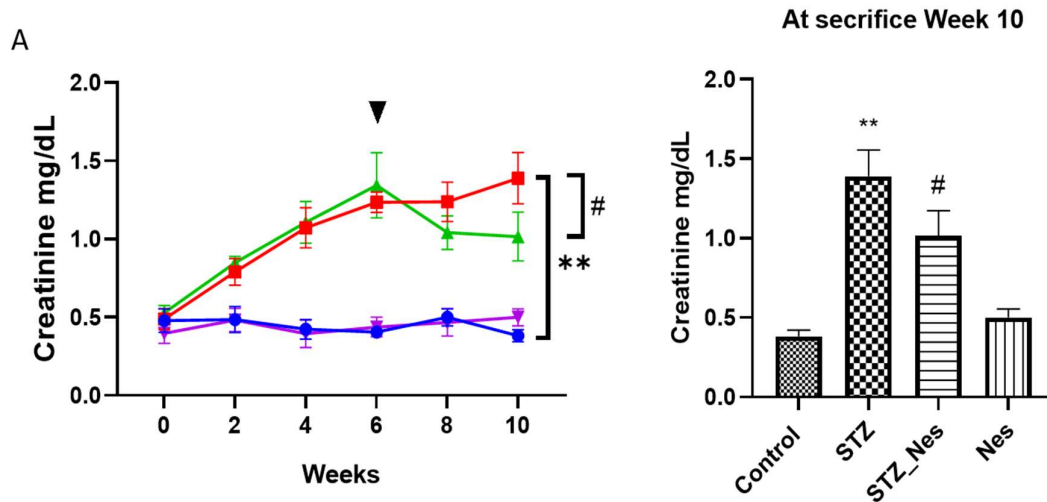 A
Creatinine mg/dL
2.0
1.5
1.0
0.5
0.0
0 2 4 6 8 10
Weeks
#
**
At secrifice Week 10
Creatinine mg/dL
2.0
1.5
1.0
0.5
0.0
**
#
Control STZ STZ_Nes Nes